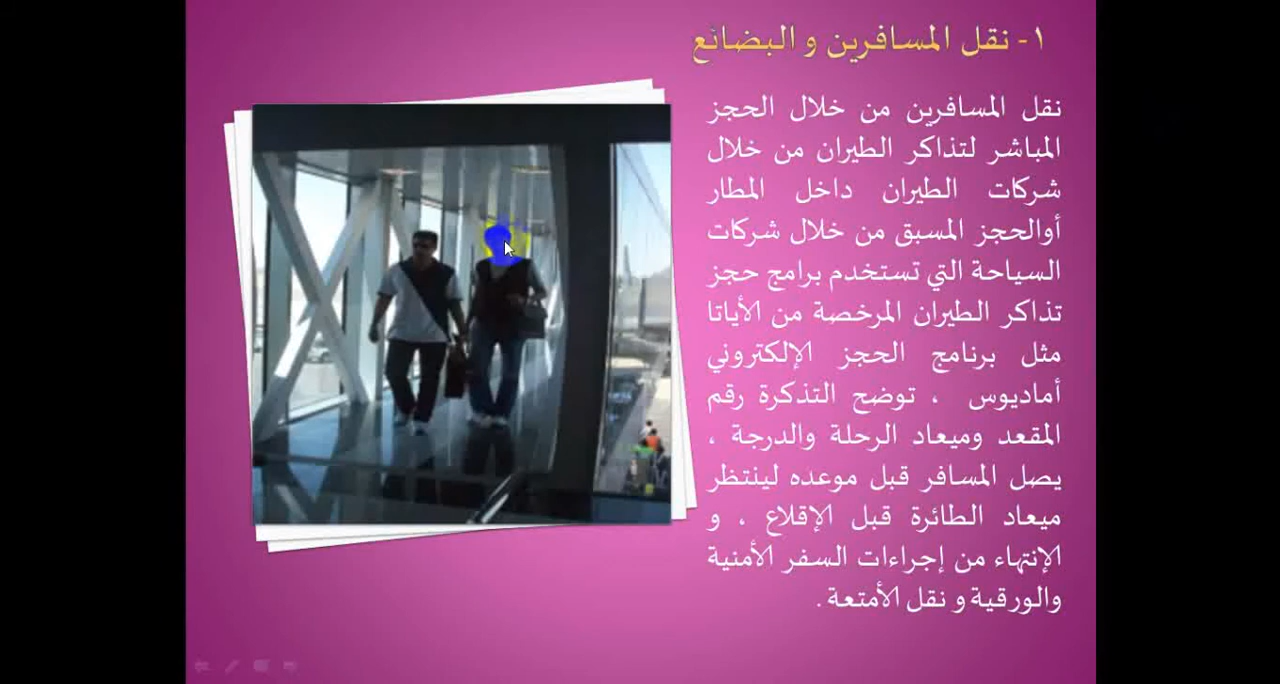 ١- نقل المسافرين و البضائع
نقل المسافرين من خلال الحجز
المباشر لتذاكر الطيران من خلال
شركات الطيران داخل المطار
أوالحجز المسبق من خلال شركات
السياحة التي تستخدم برامج حجز
تذاكر الطيران المرخصة من الأياتا
مثل برنامج الحجز الإلكتروني
أماديوس ، توضح التذكرة رقم
المقعد وميعاد الرحلة والدرجة ،
يصل المسافر قبل موعده لينتظر
ميعاد الطائرة قبل الإقلاع ، و
الإنتهاء من إجراءات السفر الأمنية
والورقية و نقل الأمتعة .